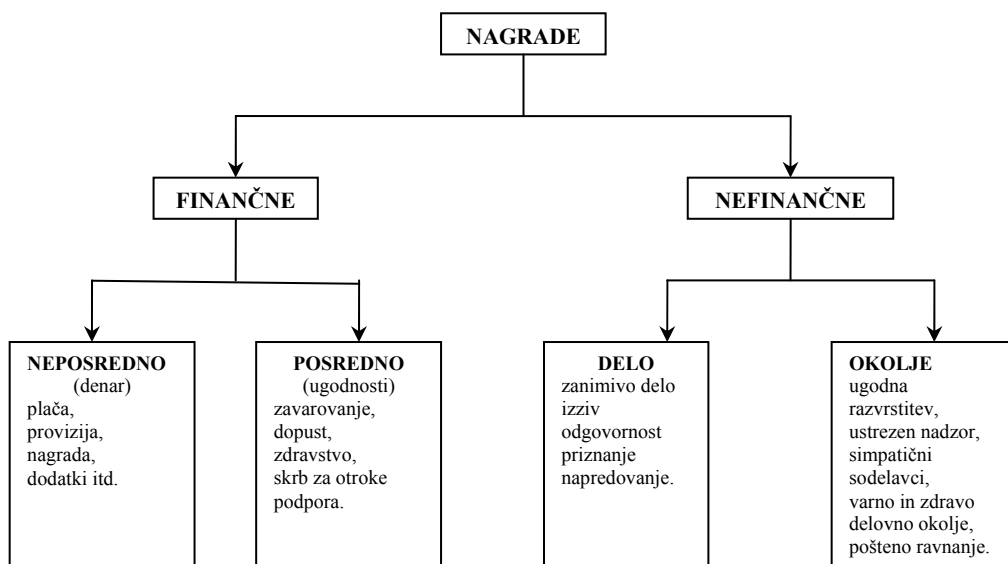 NAGRADE
FINANČNE
NEFINANČNE
NEPOSREDNO
(denar)
plača,
provizija,
nagrada,
dodatki itd.
POSREDNO
(ugodnosti)
zavarovanje,
dopust,
zdravstvo,
skrb za otroke
podpora.
DELO
zanimivo delo
izziv
odgovornost
priznanje
napredovanje.
OKOLJE
ugodna
razvrstitev,
ustrezen nadzor,
simpatični
sodelavci,
varno in zdravo
delovno okolje,
pošteno ravnanje.